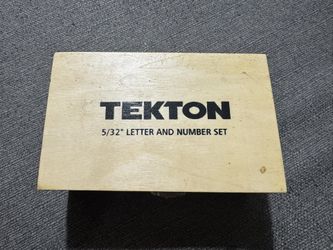 TEKTON
5/32" LETTER AND NUMBER SET